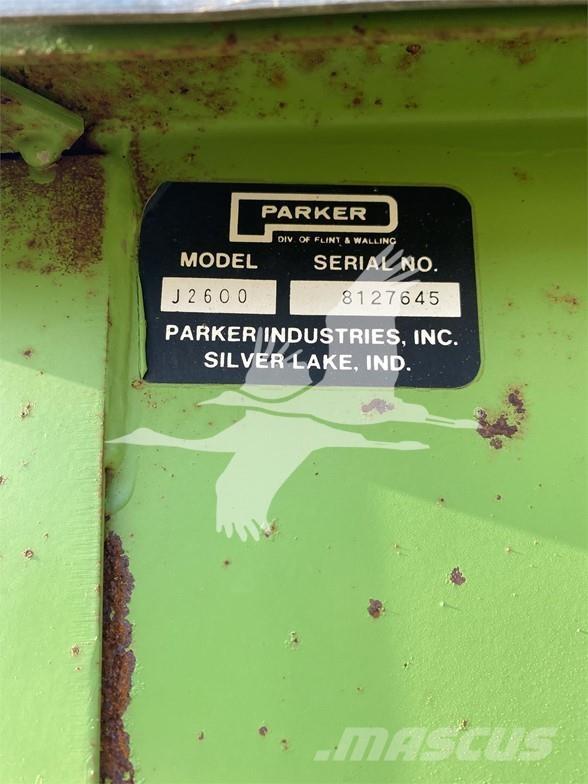 PARKER
DIV. OF FLINT & WALLING
MODEL SERIAL NO.
J2600 8127645
PARKER INDUSTRIES, INC.
SILVER LAKE, IND.
MASCUS